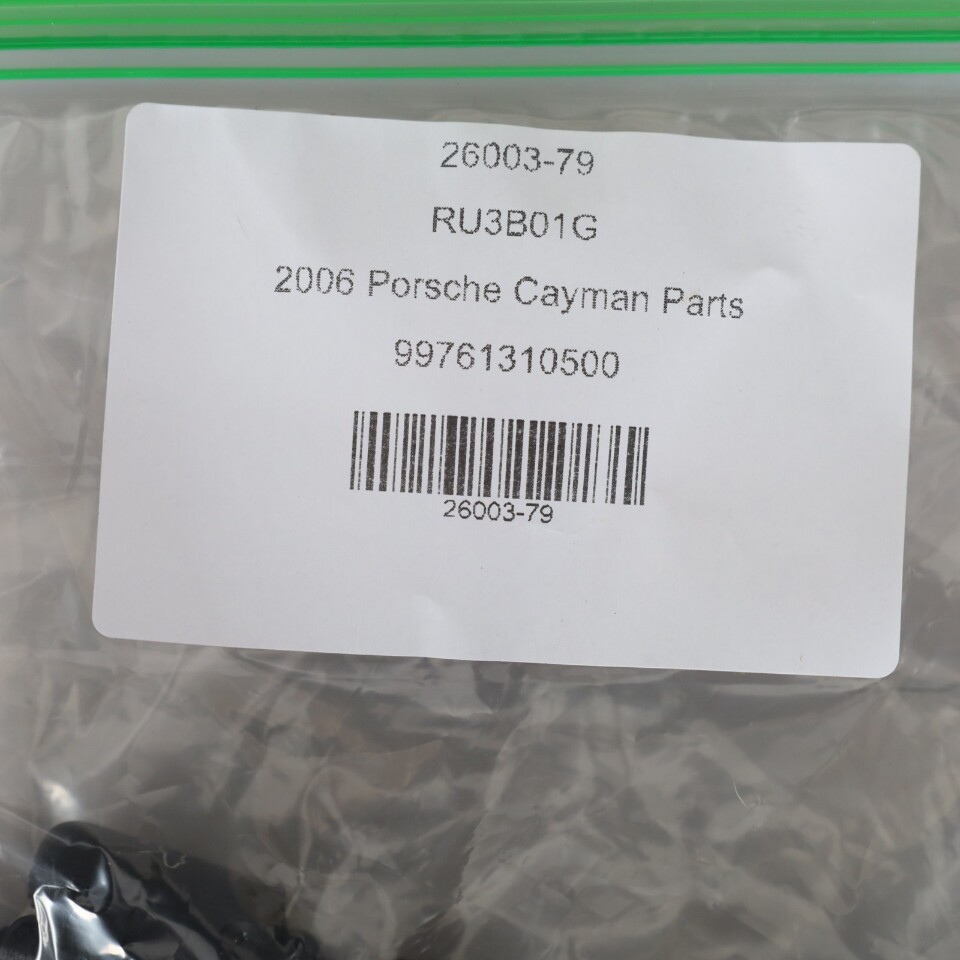 26003-79
RU3B01G
2006 Porsche Cayman Parts
99761310500
26003-79